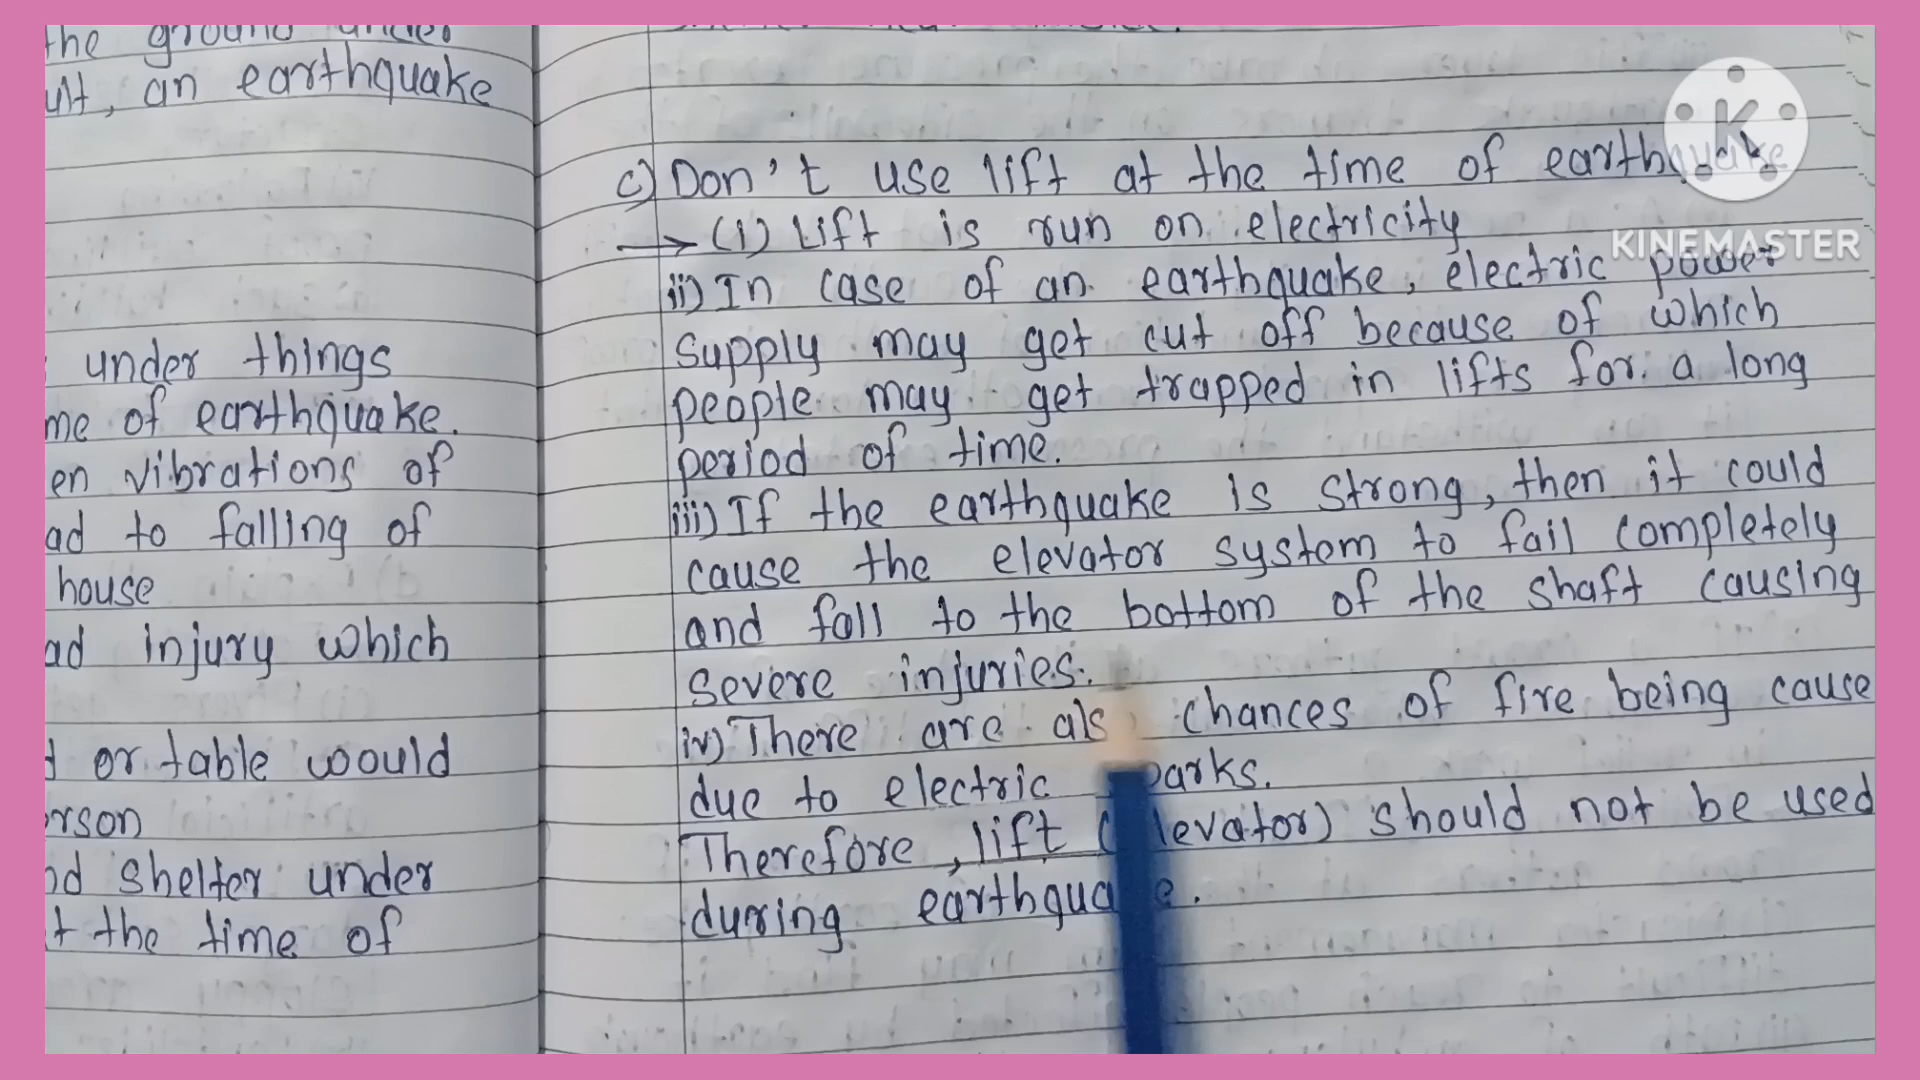 the ground under
ult, an earthquake
under things
me of earthquake.
en vibrations of
ad to falling of
house
ad injury which
or table would
rson
nd shelter under
t the time of
c) Don't use lift at the time of earthquake
→ (i) Lift is run on electricity
ii) In case of an earthquake, electric power
supply may get cut off because of which
people may get trapped in lifts for a long
period of time.
iii) If the earthquake is strong, then it could
cause the elevator system to fail completely
and fall to the bottom of the shaft causing
severe injuries.
iv) There are als chances of fire being cause
due to electric parks.
Therefore, lift (levator) should not be used
during earthquae.
K
KINEMASTER